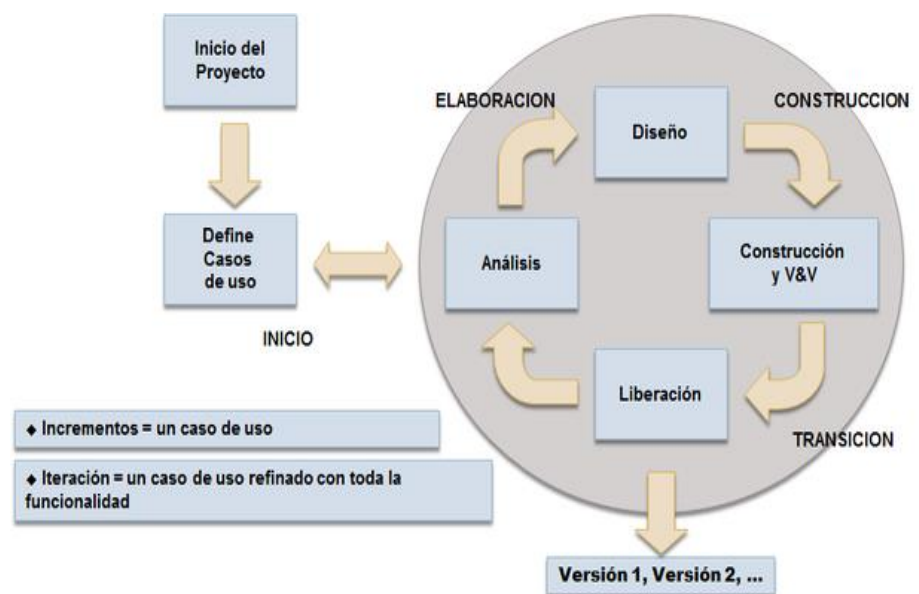 Inicio del
Proyecto
ELABORACION
CONSTRUCCION
Diseño
Define
Casos
de uso
Análisis
Construcción
y V&V
INICIO
Liberación
TRANSICION
♦ Incrementos = un caso de uso
♦ Iteración = un caso de uso refinado con toda la
funcionalidad
Versión 1, Versión 2, ...